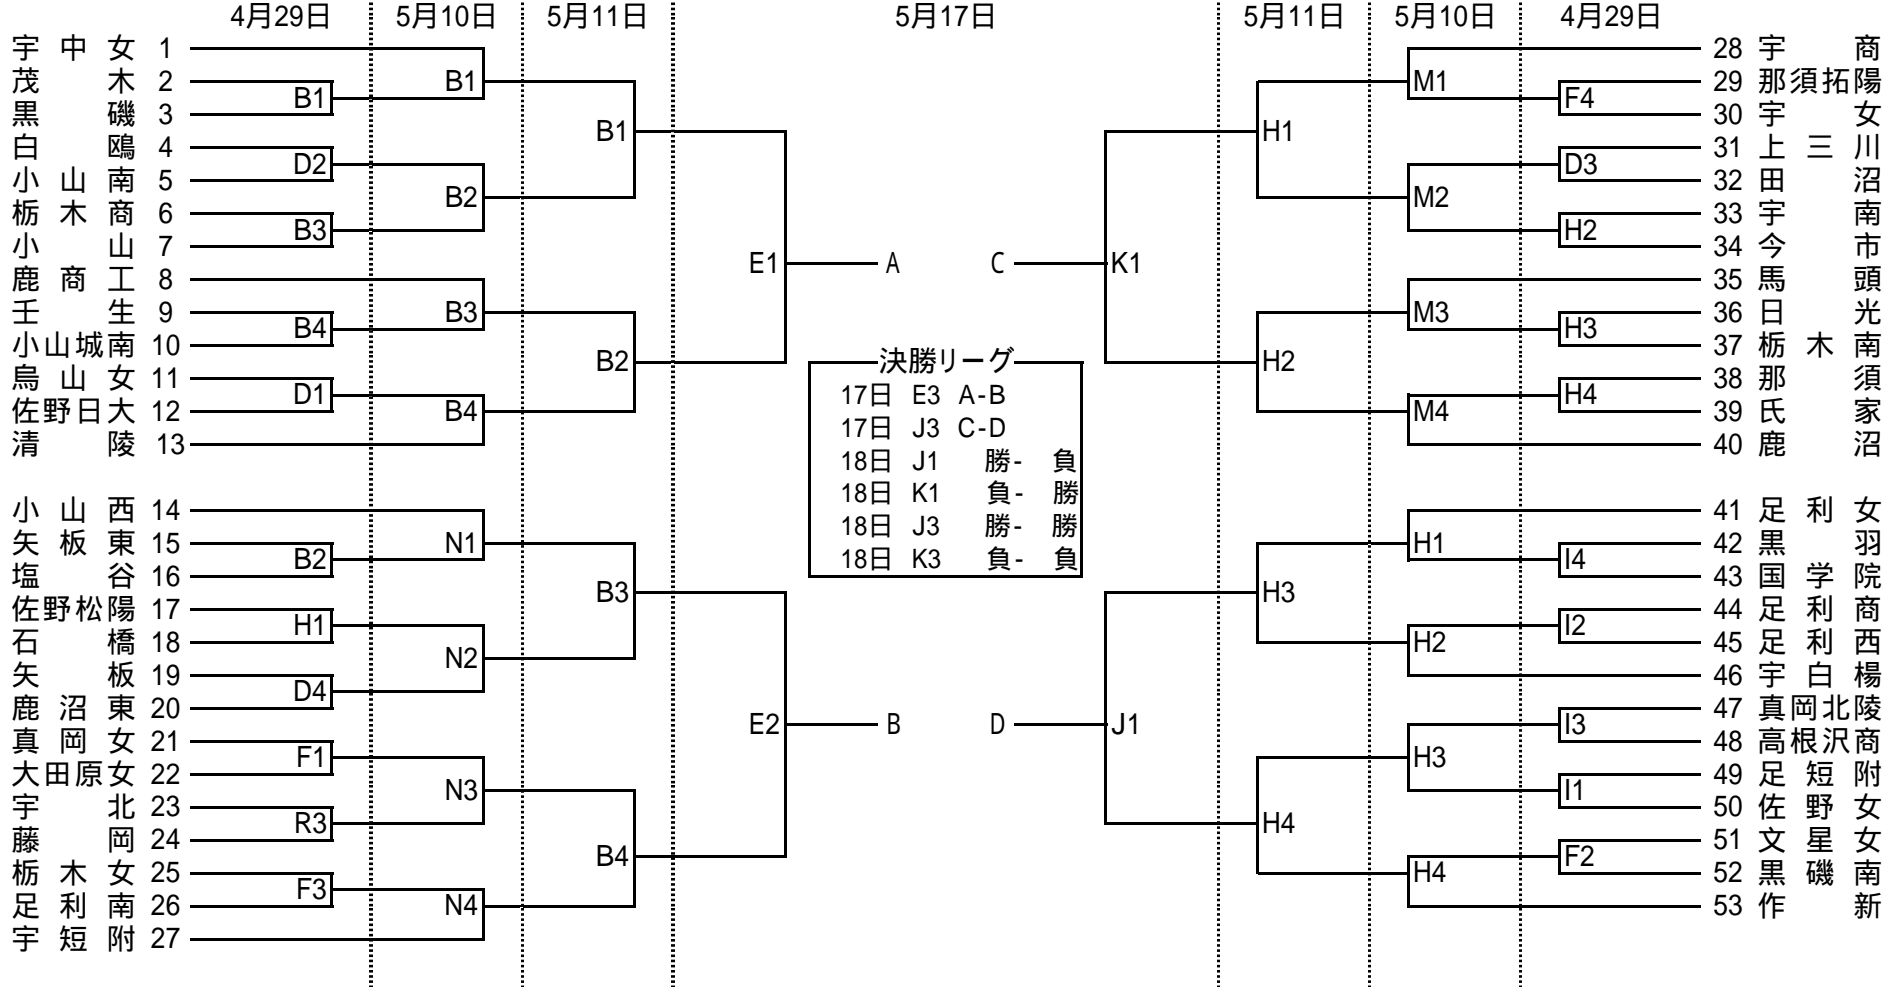 4月29日 5月10日 5月11日 5月17日 5月11日 5月10日 4月29日
宇中女 1
茂木 2
黒磯 3
白鴎 4
小山南 5
栃木商 6
小山 7
鹿商工 8
壬生 9
小山城南 10
烏山女 11
佐野日大 12
清陵 13
小山西 14
矢板東 15
塩谷 16
佐野松陽 17
石橋 18
矢板 19
鹿沼東 20
真岡女 21
大田原女 22
宇北 23
藤岡 24
栃木女 25
足利南 26
宇短附 27
B1
D2
B3
B4
D1
B2
H1
D4
F1
R3
F3
B1
B2
B3
B4
N1
N2
N3
N4
B1
B2
B3
B4
E1
E2
A
B
C
D
決勝リーグ
17日 E3 A-B
17日 J3 C-D
18日 J1 勝- 負
18日 K1 負- 勝
18日 J3 勝- 勝
18日 K3 負- 負
K1
J1
H1
H2
H3
H4
M1
M2
M3
M4
H1
H2
H3
H4
F4
D3
H2
H3
H4
I4
I2
I3
I1
F2
28 宇商
29 那須拓陽
30 宇女
31 上三川
32 田沼
33 宇南
34 今市
35 馬頭
36 日光
37 栃木南
38 那須
39 氏家
40 鹿沼
41 足利女
42 黒羽
43 国学院
44 足利商
45 足利西
46 宇白楊
47 真岡北陵
48 高根沢商
49 足短附
50 佐野女
51 文星女
52 黒磯南
53 作新